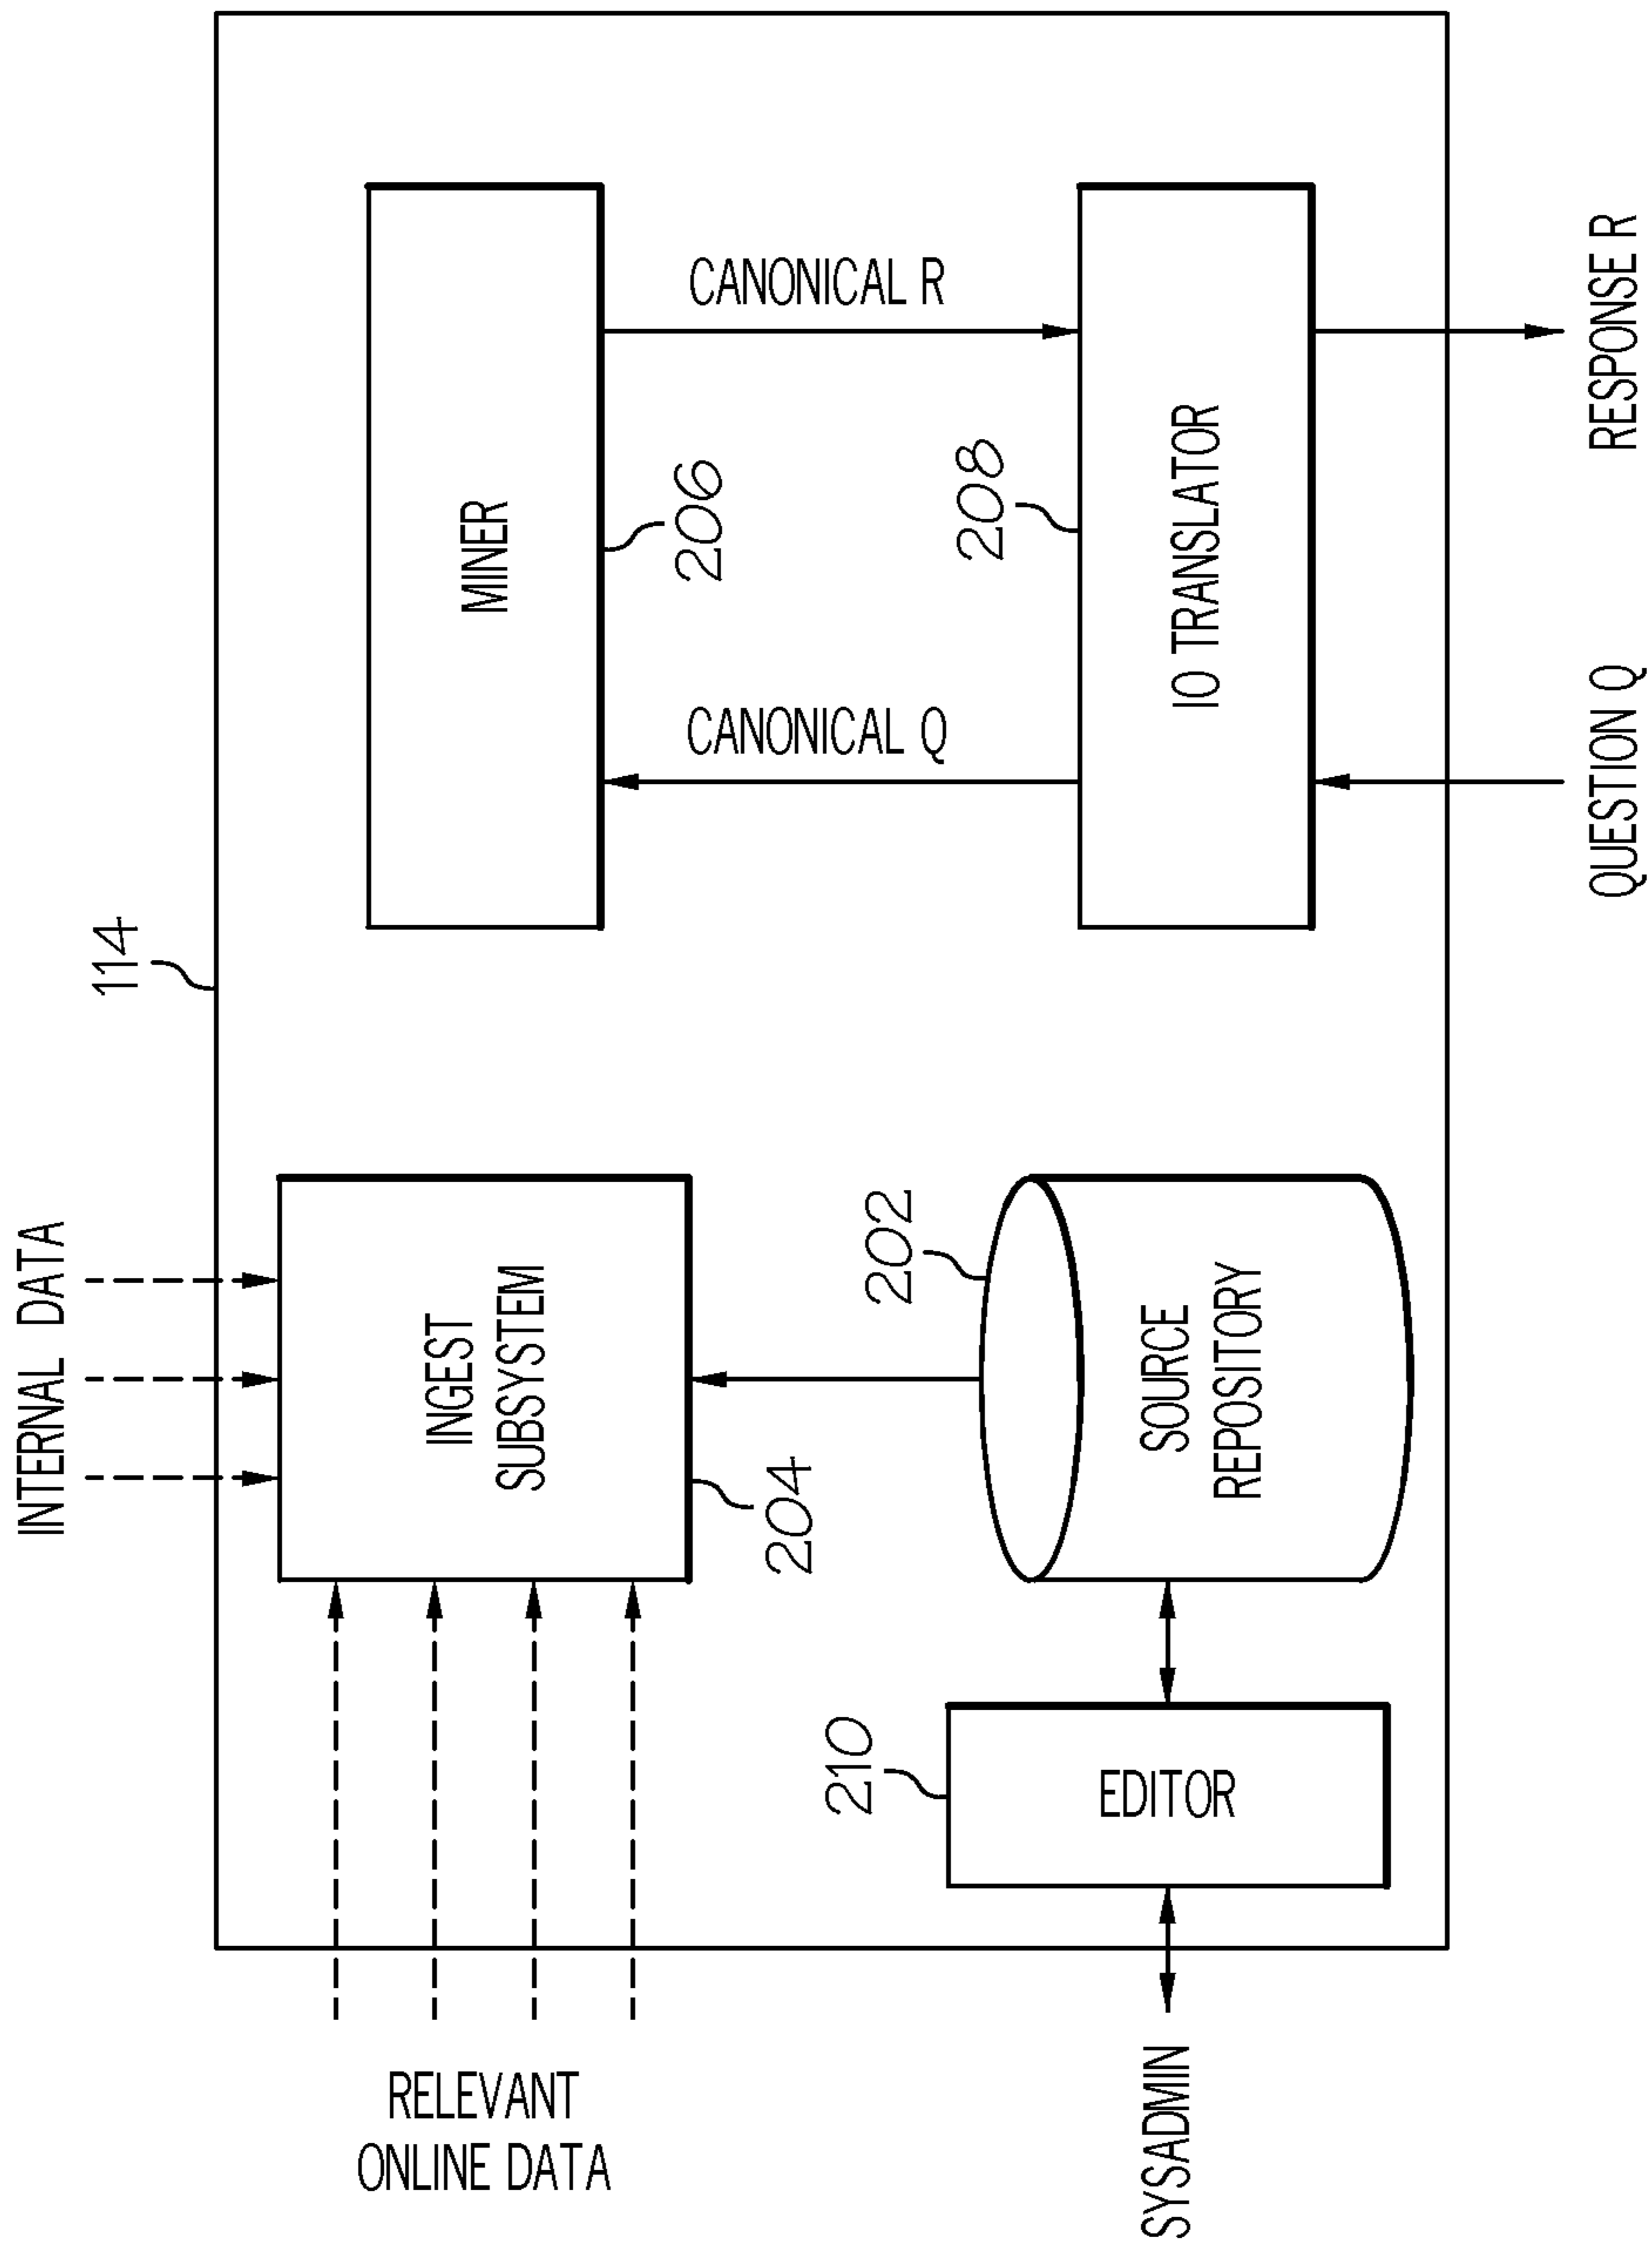 114
INTERNAL DATA
RELEVANT
ONLINE DATA
INGEST
SUBSYSTEM
204
MINER
206
CANONICAL Q
CANONICAL R
202
SOURCE
REPOSITORY
210
EDITOR
SYSADMIN
208
IO TRANSLATOR
QUESTION Q
RESPONSE R